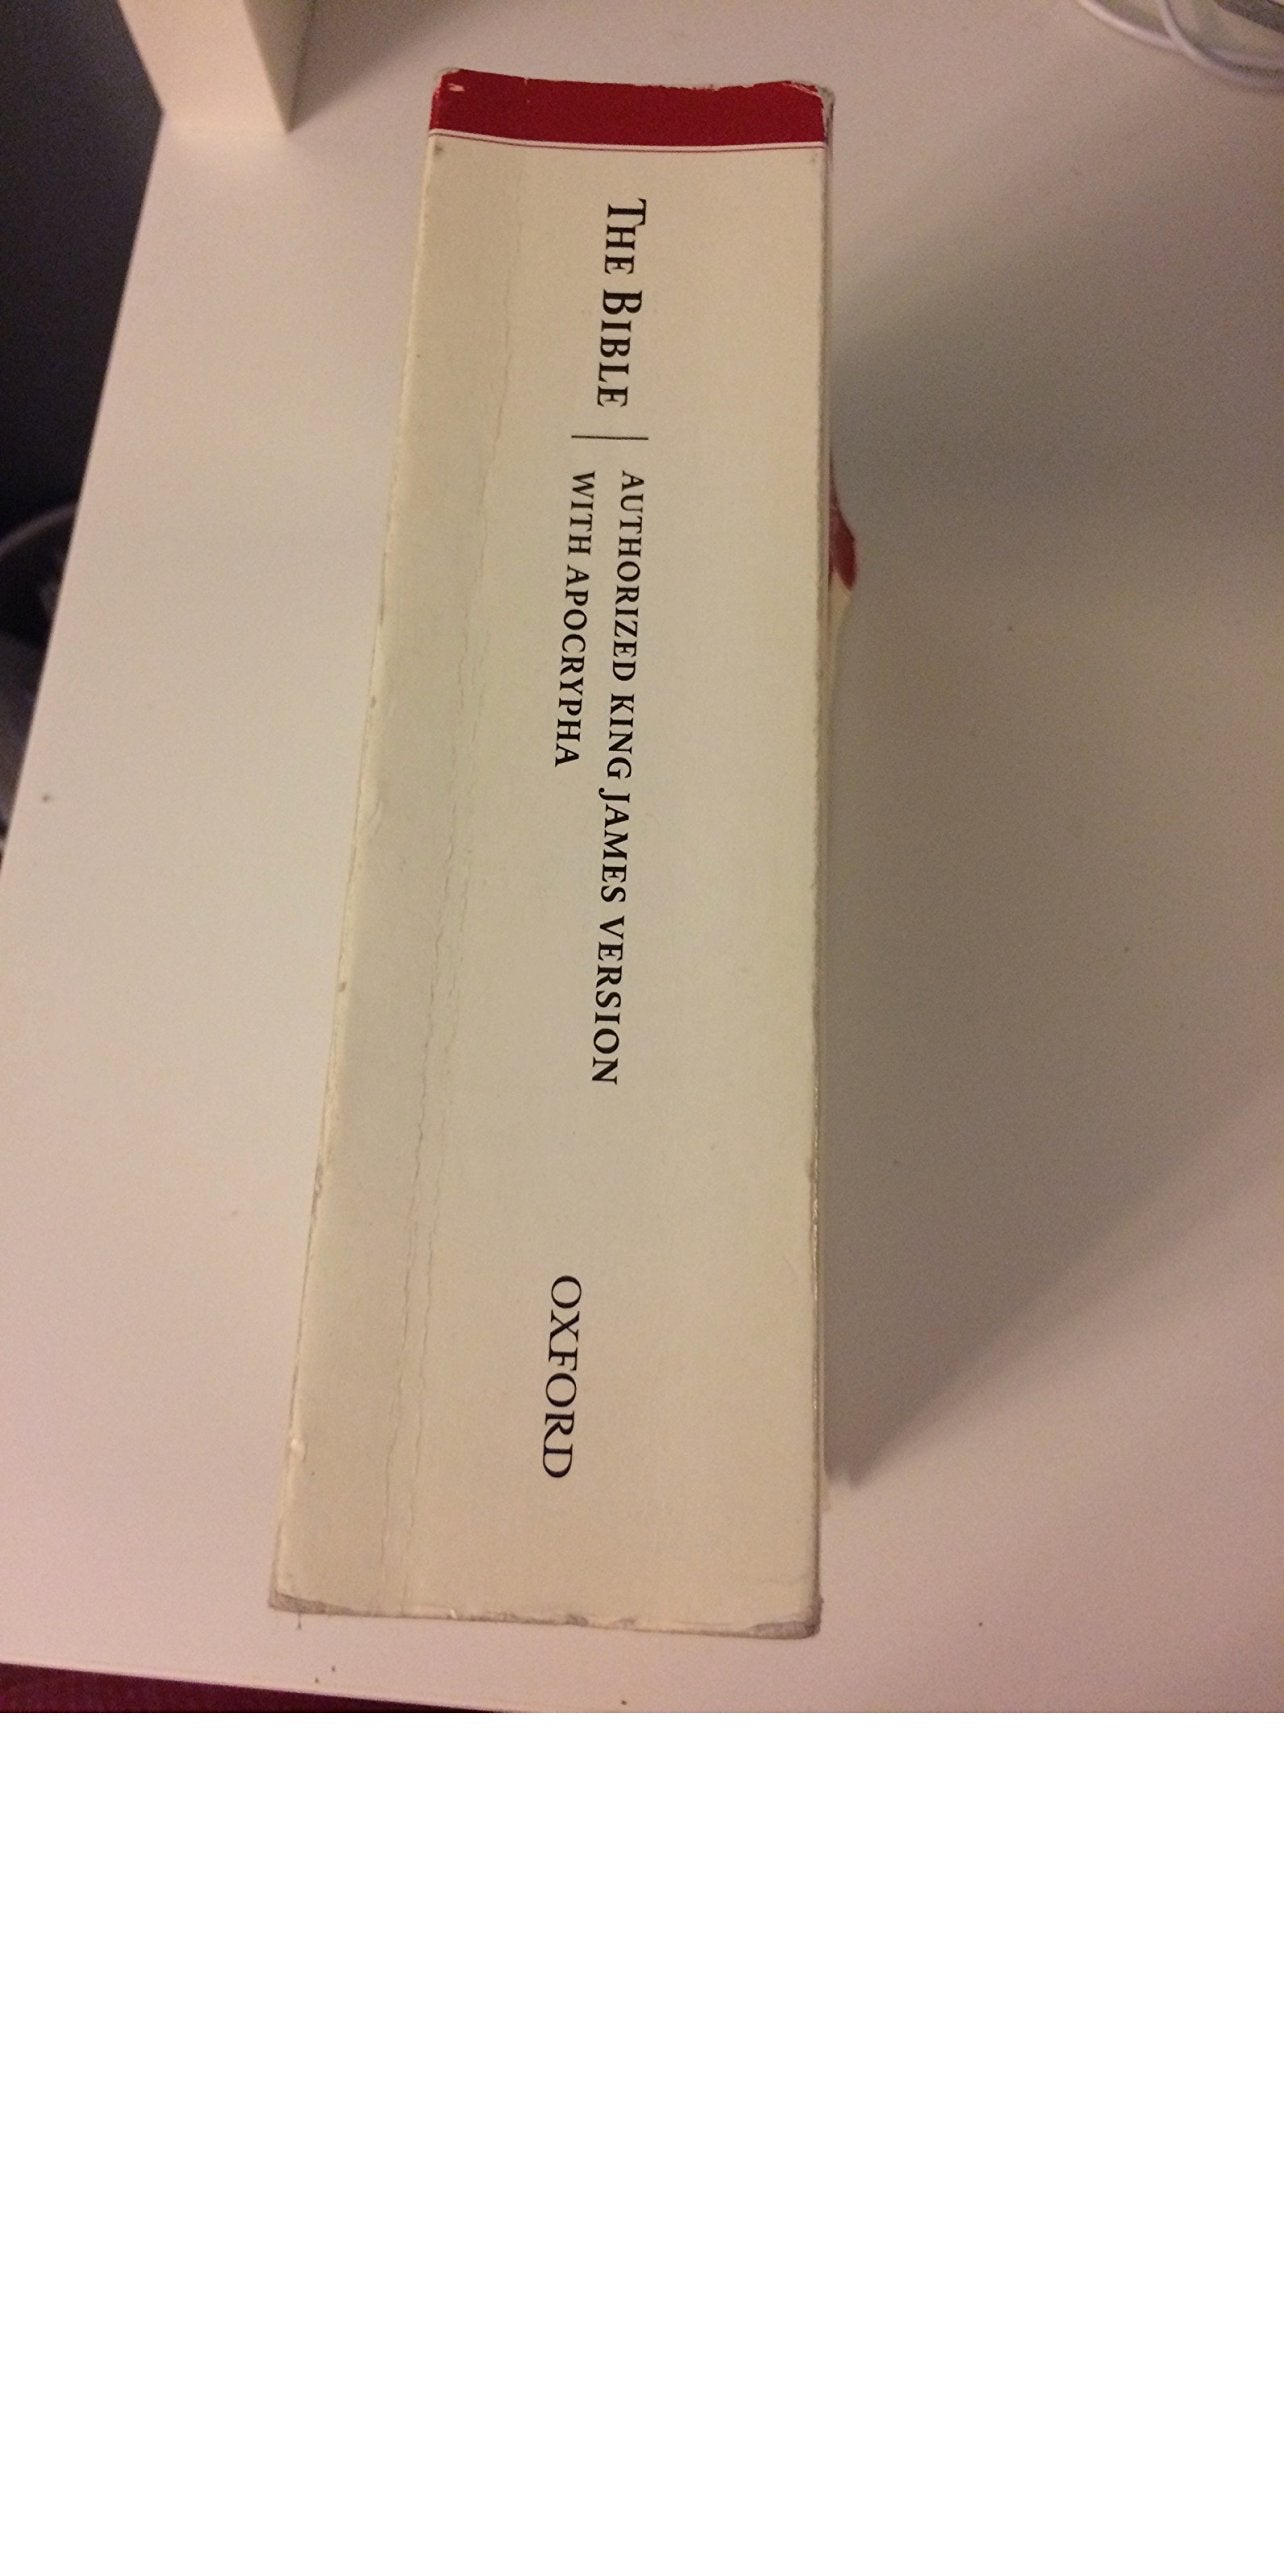 THE BIBLE
AUTHORIZED KING JAMES VERSION
WITH APOCRYPHA
OXFORD